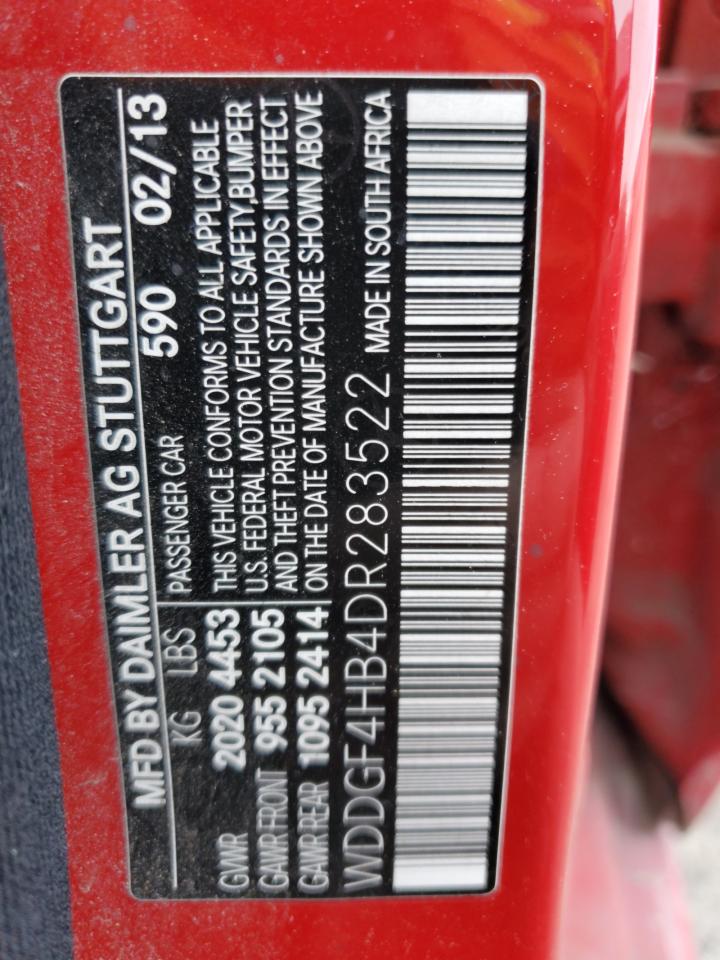 MFD BY DAIMLER AG STUTTGART
590 02/13
KG LBS PASSENGER CAR
GVWR 2020 4453 THIS VEHICLE CONFORMS TO ALL APPLICABLE
GAWR FRONT 955 2105 U.S. FEDERAL MOTOR VEHICLE SAFETY,BUMPER
GAWR REAR 1095 2414 AND THEFT PREVENTION STANDARDS IN EFFECT
ON THE DATE OF MANUFACTURE SHOWN ABOVE
WDDGF4HB4DR283522 MADE IN SOUTH AFRICA